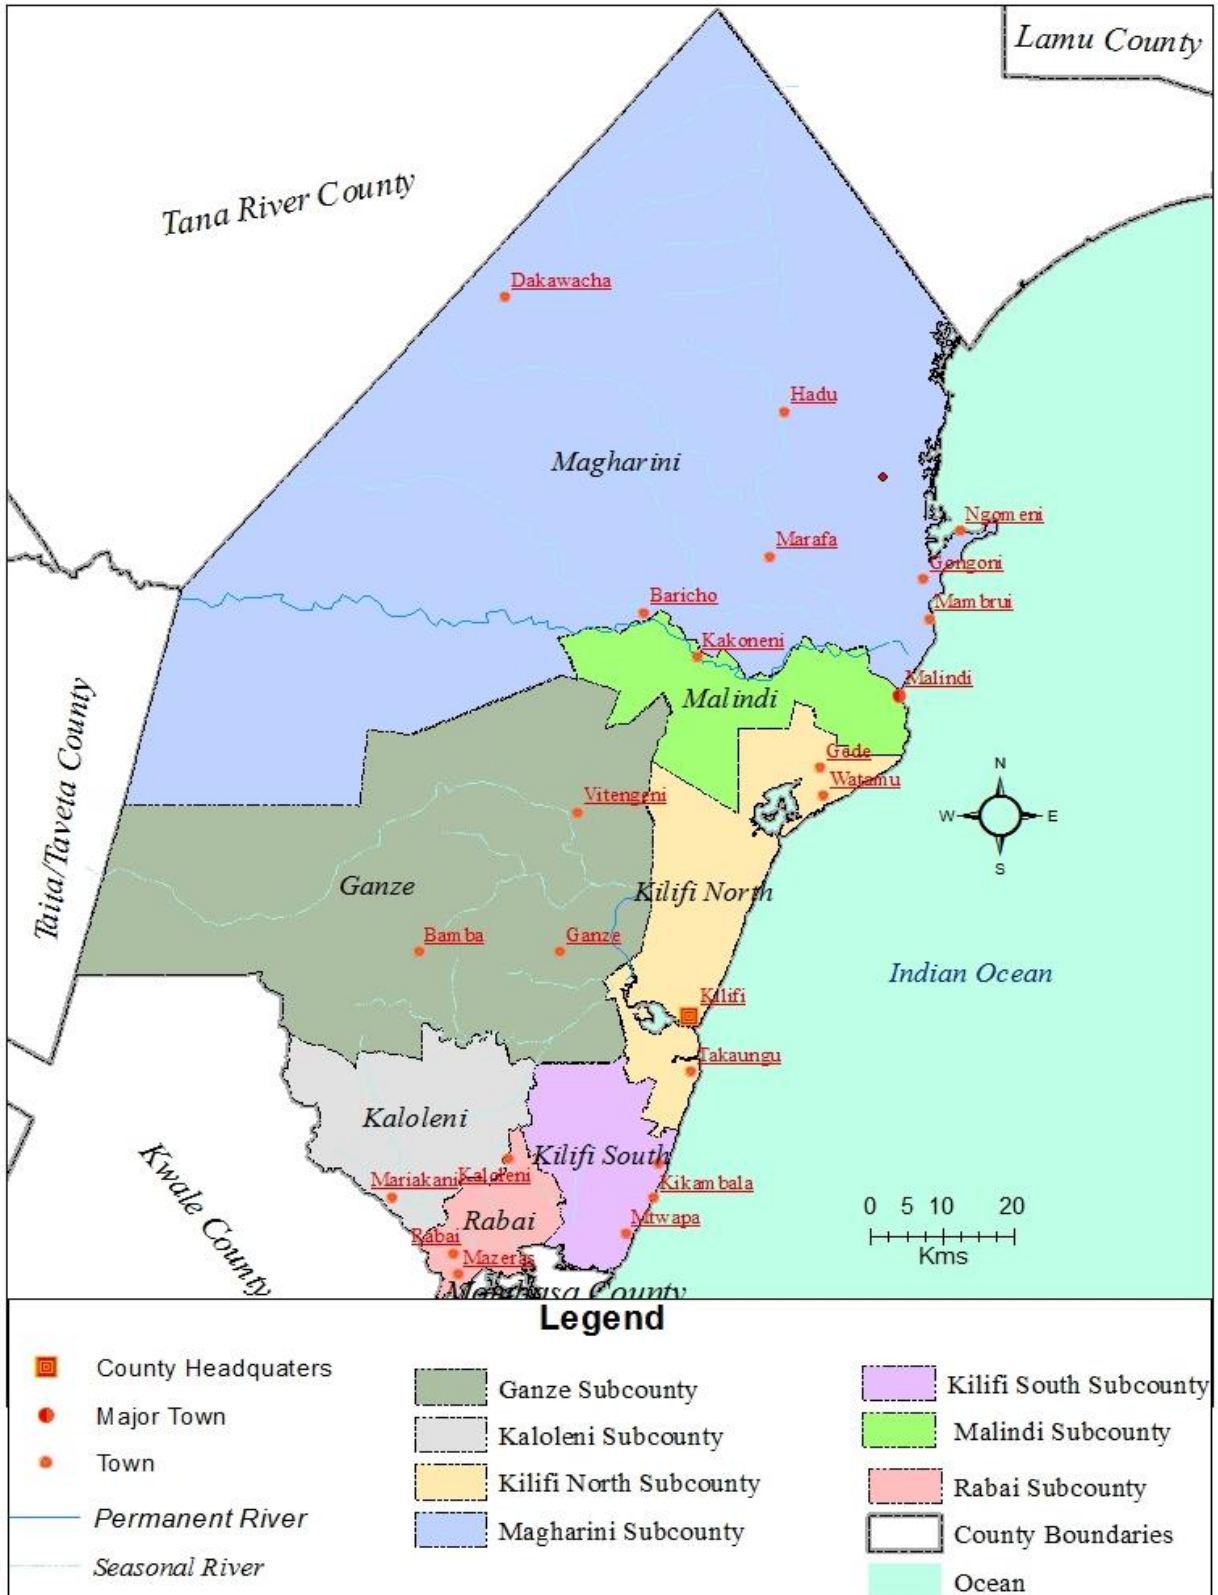 Lamu County
Tana River County
Dakawacha
Hadu
Magharini
Ngomeni
Marafa
Gongoni
Baricho
Mambrui
Kakoneni
Malindi
Malindi
Taita/Taveta County
Gede
Watamu
N
W
E
S
Vitengeni
Ganze
Kilifi North
Bamba
Ganze
Indian Ocean
Kilifi
Takaungu
Kaloleni
Kilifi South
Kwale County
Mariakani
Kaloleni
Kikambala
Rabai
Mtwapa
Rabai
Mazeras
Mombasa County
0 5 10 20
Kms
Legend
County Headquaters
Major Town
Town
Permanent River
Seasonal River
Ganze Subcounty
Kaloleni Subcounty
Kilifi North Subcounty
Magharini Subcounty
Kilifi South Subcounty
Malindi Subcounty
Rabai Subcounty
County Boundaries
Ocean